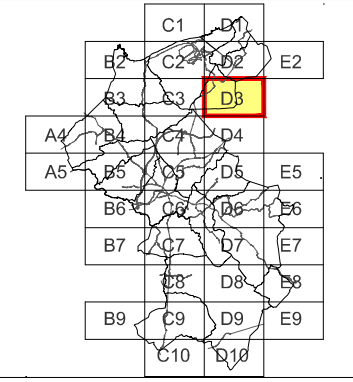 C1 D1
B2 C2 D2 E2
B3 C3 D3
A4 B4 C4 D4
A5 B5 C5 D5 E5
B6 C6 D6 E6
B7 C7 D7 E7
C8 D8 E8
B9 C9 D9 E9
C10 D10